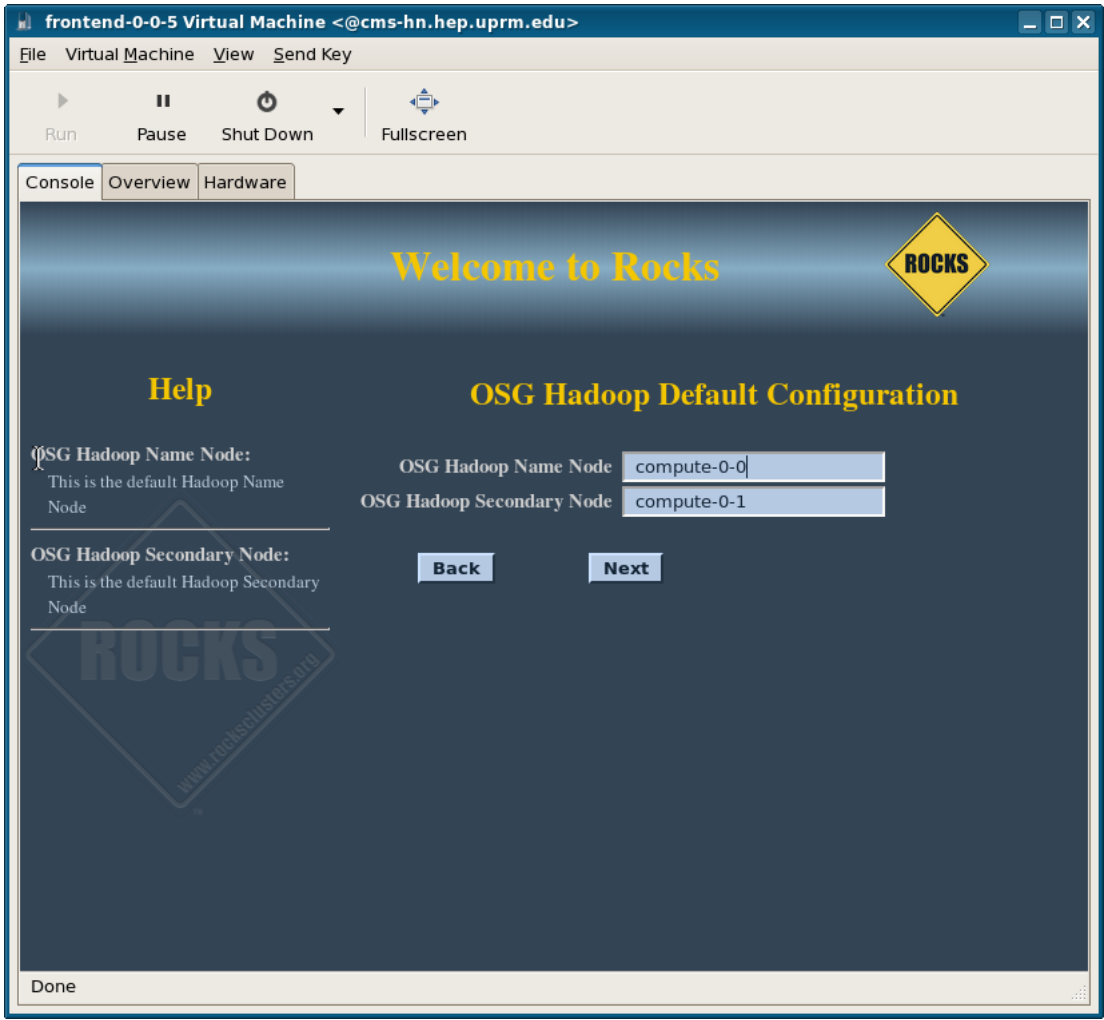 frontend-0-0-5 Virtual Machine <@cms-hn.hep.uprm.edu>
File Virtual Machine View Send Key
Run Pause Shut Down Fullscreen
Console Overview Hardware
Welcome to Rocks
ROCKS
Help
OSG Hadoop Name Node:
This is the default Hadoop Name
Node
OSG Hadoop Secondary Node:
This is the default Hadoop Secondary
Node
ROCKS
www.rocksclusters.org
TM
OSG Hadoop Default Configuration
OSG Hadoop Name Node compute-0-0
OSG Hadoop Secondary Node compute-0-1
Back Next
Done